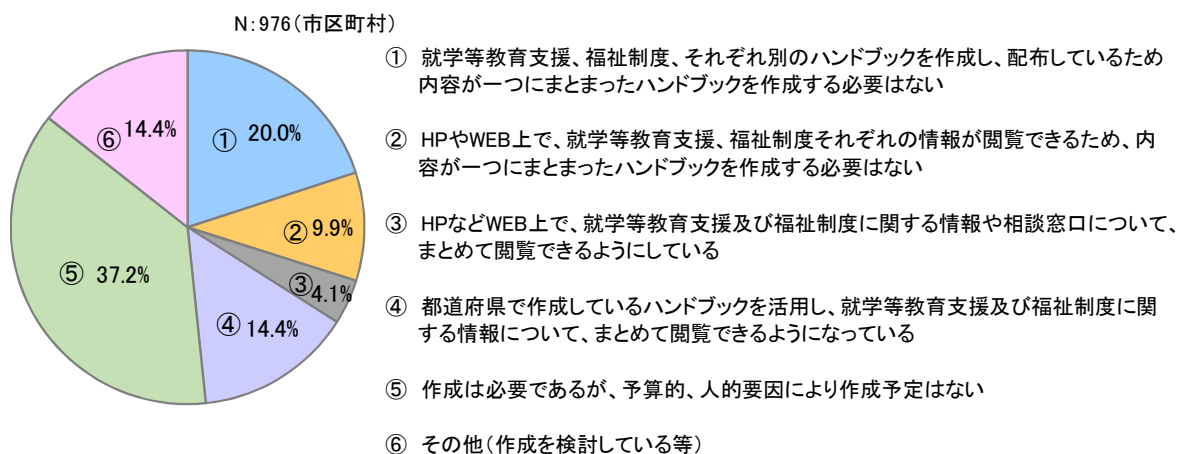 N:976(市区町村)
① 就学等教育支援、福祉制度、それぞれ別のハンドブックを作成し、配布しているため
内容が一つにまとまったハンドブックを作成する必要はない
⑥ 14.4%
① 20.0%
② HPやWEB上で、就学等教育支援、福祉制度それぞれの情報が閲覧できるため、内
容が一つにまとまったハンドブックを作成する必要はない
② 9.9%
③ HPなどWEB上で、就学等教育支援及び福祉制度に関する情報や相談窓口について、
まとめて閲覧できるようにしている
⑤ 37.2%
③ 4.1%
④ 都道府県で作成しているハンドブックを活用し、就学等教育支援及び福祉制度に関
する情報について、まとめて閲覧できるようになっている
④ 14.4%
⑤ 作成は必要であるが、予算的、人的要因により作成予定はない
⑥ その他(作成を検討している等)